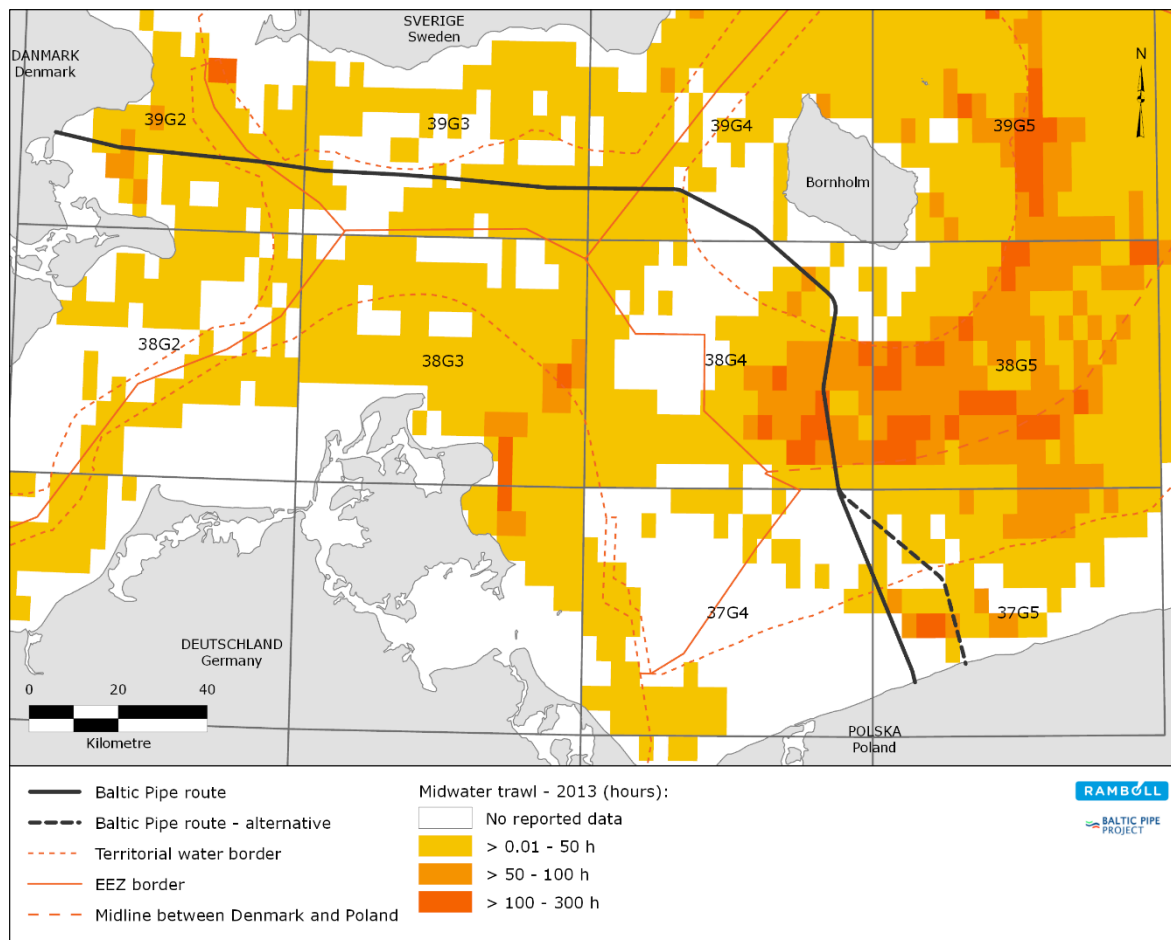 SVERIGE
Sweden
DANMARK
Denmark
N
39G2
39G3
39G4
39G5
Bornholm
38G2
38G3
38G4
38G5
37G4
37G5
DEUTSCHLAND
Germany
0 20 40
Kilometre
POLSKA
Poland
Baltic Pipe route
Baltic Pipe route - alternative
Territorial water border
EEZ border
Midline between Denmark and Poland
Midwater trawl - 2013 (hours):
No reported data
> 0.01 - 50 h
> 50 - 100 h
> 100 - 300 h
RAMBOLL
BALTIC PIPE
PROJECT